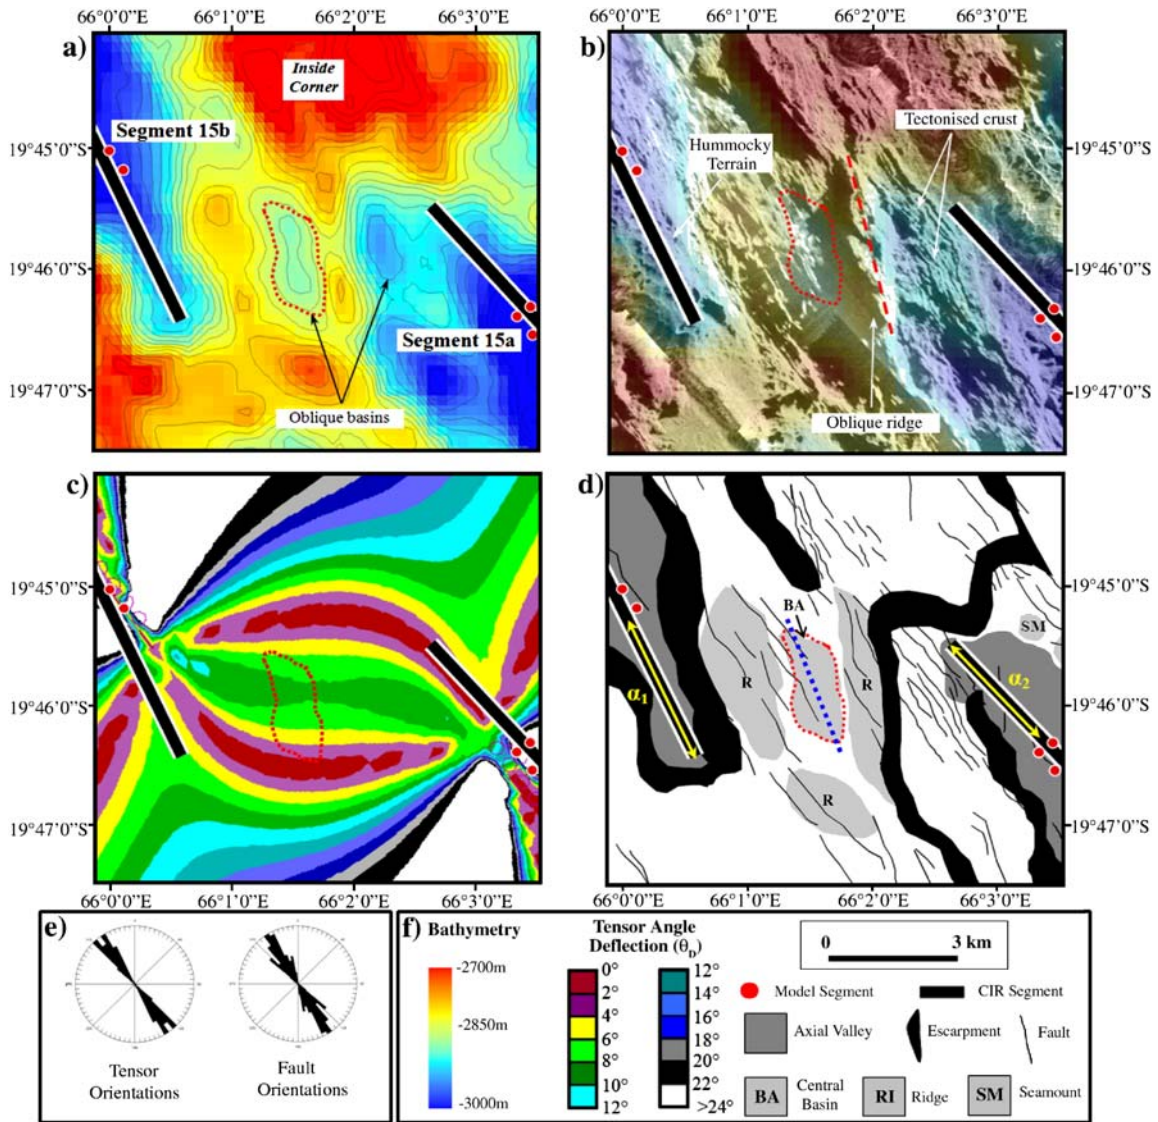 66°0'0"E 66°1'0"E 66°2'0"E 66°3'0"E
66°0'0"E 66°1'0"E 66°2'0"E 66°3'0"E
a)
Inside
Corner
Segment 15b
19°45'0"S
19°46'0"S
19°47'0"S
Segment 15a
Oblique basins
b)
Tectonised crust
Hummocky
Terrain
Oblique ridge
19°45'0"S
19°46'0"S
19°47'0"S
c)
19°45'0"S
19°46'0"S
19°47'0"S
66°0'0"E 66°1'0"E 66°2'0"E 66°3'0"E
d)
BA
SM
R
R
R
α1
α2
19°45'0"S
19°46'0"S
19°47'0"S
66°0'0"E 66°1'0"E 66°2'0"E 66°3'0"E
e)
Tensor
Orientations
Fault
Orientations
f)
Bathymetry
-2700m
-2850m
-3000m
Tensor Angle
Deflection (θD)
0°
2°
4°
6°
8°
10°
12°
12°
14°
16°
18°
20°
22°
>24°
0 3 km
Model Segment
CIR Segment
Axial Valley
Escarpment
Fault
BA
Central
Basin
RI
Ridge
SM
Seamount